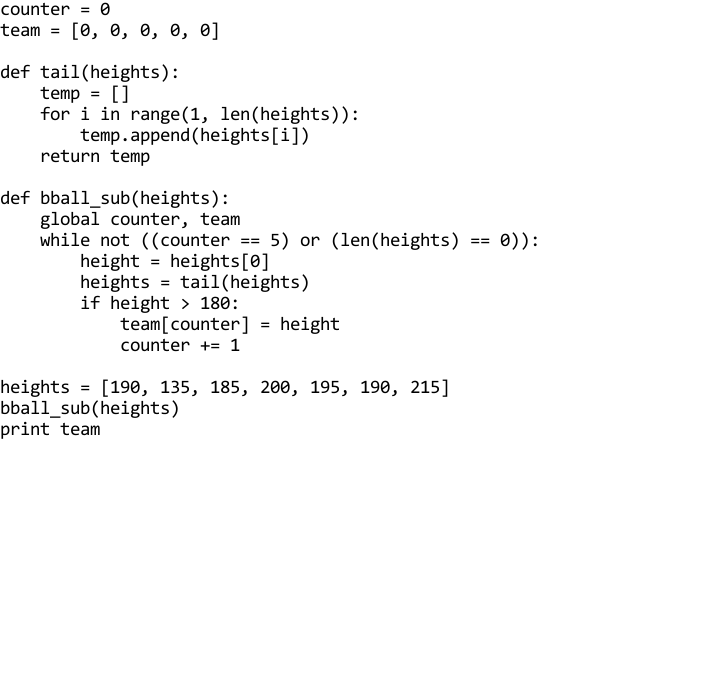 counter = 0
team = [0, 0, 0, 0, 0]

def tail(heights):
    temp = []
    for i in range(1, len(heights)):
        temp.append(heights[i])
    return temp

def bball_sub(heights):
    global counter, team
    while not ((counter == 5) or (len(heights) == 0)):
        height = heights[0]
        heights = tail(heights)
        if height > 180:
            team[counter] = height
            counter += 1

heights = [190, 135, 185, 200, 195, 190, 215]
bball_sub(heights)
print team